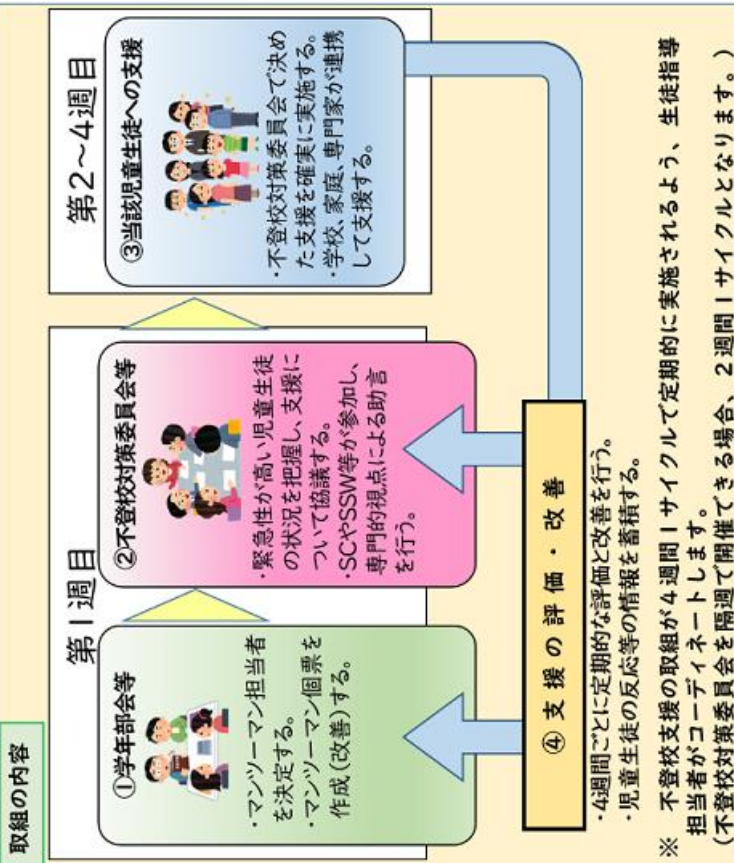 取組の内容
第1週目
①学年部会等
・マンツーマン担当者
を決定する。
・マンツーマン個票を
作成(改善)する。
②不登校対策委員会等
・緊急性が高い児童生徒
の状況を把握し、支援に
ついて協議する。
・SCやSSW等が参加し、
専門的視点による助言
を行う。
第2～4週目
③当該児童生徒への支援
・不登校対策委員会で決め
た支援を確実に実施する。
・学校、家庭、専門家が連携
して支援する。
④支援の評価・改善
・4週間ごとに定期的な評価と改善を行う。
・児童生徒の反応等の情報を蓄積する。
※　不登校支援の取組が4週間1サイクルで定期的に実施されるよう、生徒指導
担当者がコーディネートします。
(不登校対策委員会を隔週で開催できる場合、2週間1サイクルとなります。)